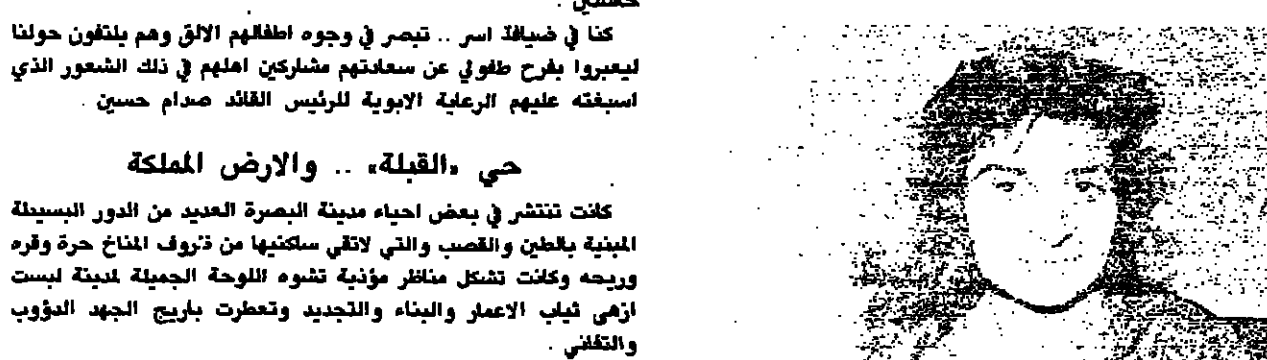 كنا في ضيافة اسر .. تبصر في وجوه اطفالهم الالق وهم يلتفون حولنا
ليعبروا بفرح طفولي عن سعادتهم مشاركين اهلهم في ذلك الشعور الذي
اسبغته عليهم الرعاية الابوية للرئيس القائد صدام حسين .
حي «القبلة» .. والارض المملكة
كانت تنتشر في بعض احياء مدينة البصرة العديد من الدور البسيطة
المبنية بالطين والقصب والتي لاتقي ساكنيها من ظروف المناخ حرة وقره
وريحه وكانت تشكل مناظر مؤذية تشوه اللوحة الجميلة لمدينة لبست
ازهى ثياب الاعمار والبناء والتجديد وتعطرت باريج الجهد الدؤوب
والتفاني .